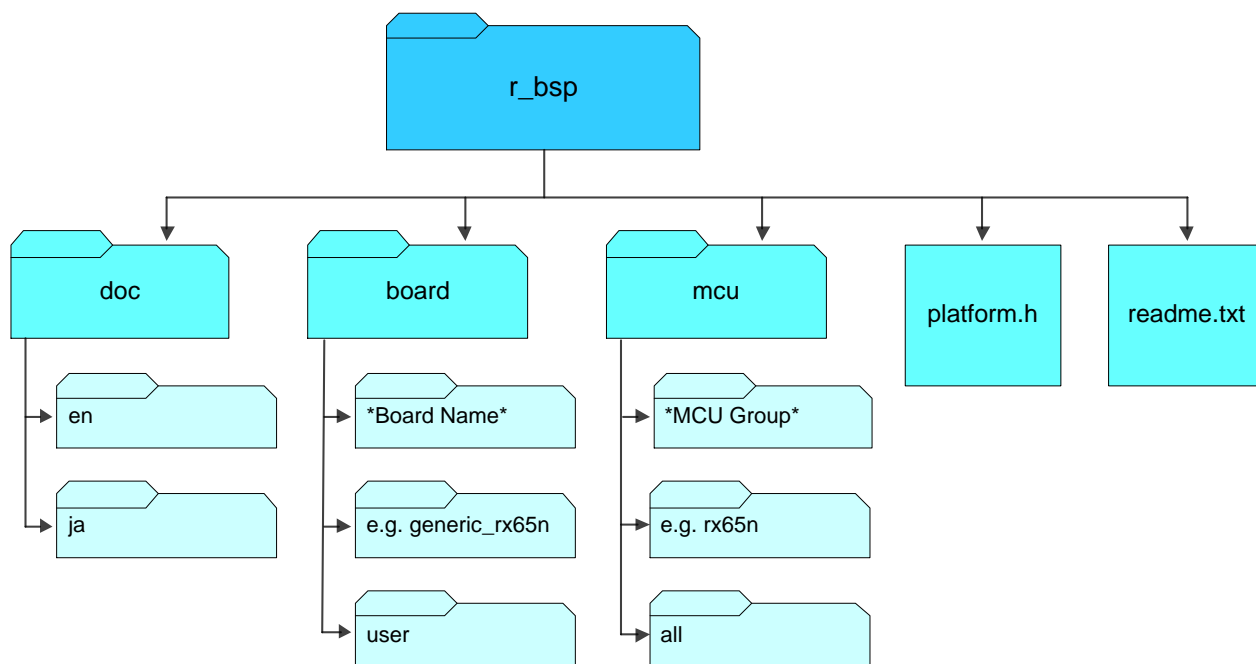 r_bsp
doc
board
mcu
platform.h
readme.txt
en
*Board Name*
*MCU Group*
ja
e.g. generic_rx65n
e.g. rx65n
user
all